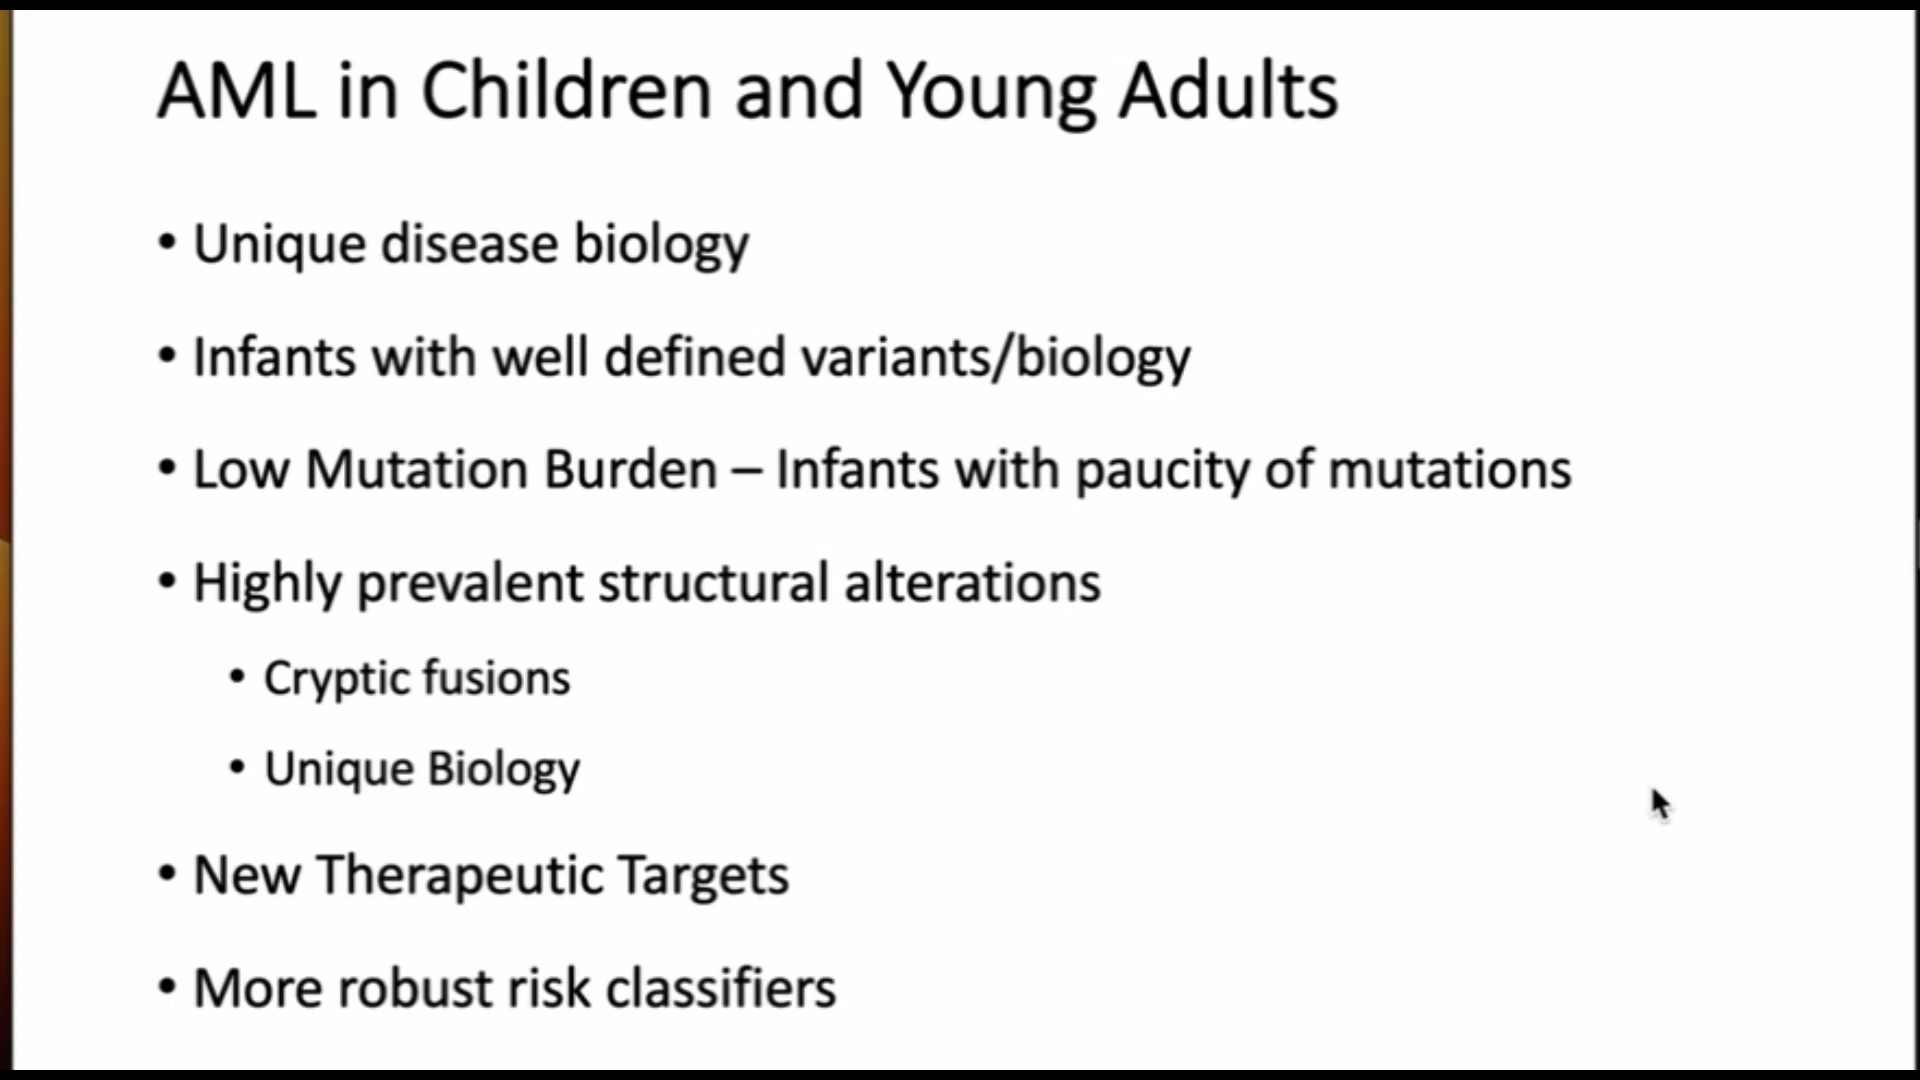 AML in Children and Young Adults
• Unique disease biology
• Infants with well defined variants/biology
• Low Mutation Burden – Infants with paucity of mutations
• Highly prevalent structural alterations
• Cryptic fusions
• Unique Biology
• New Therapeutic Targets
• More robust risk classifiers